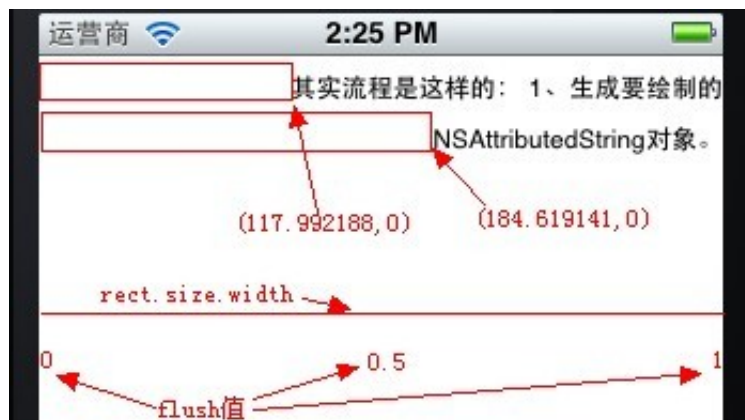 运营商 2:25 PM
其实流程是这样的： 1、生成要绘制的
NSAttributedString对象。
(117.992188,0) (184.619141,0)
rect.size.width
0 0.5 1
flush值